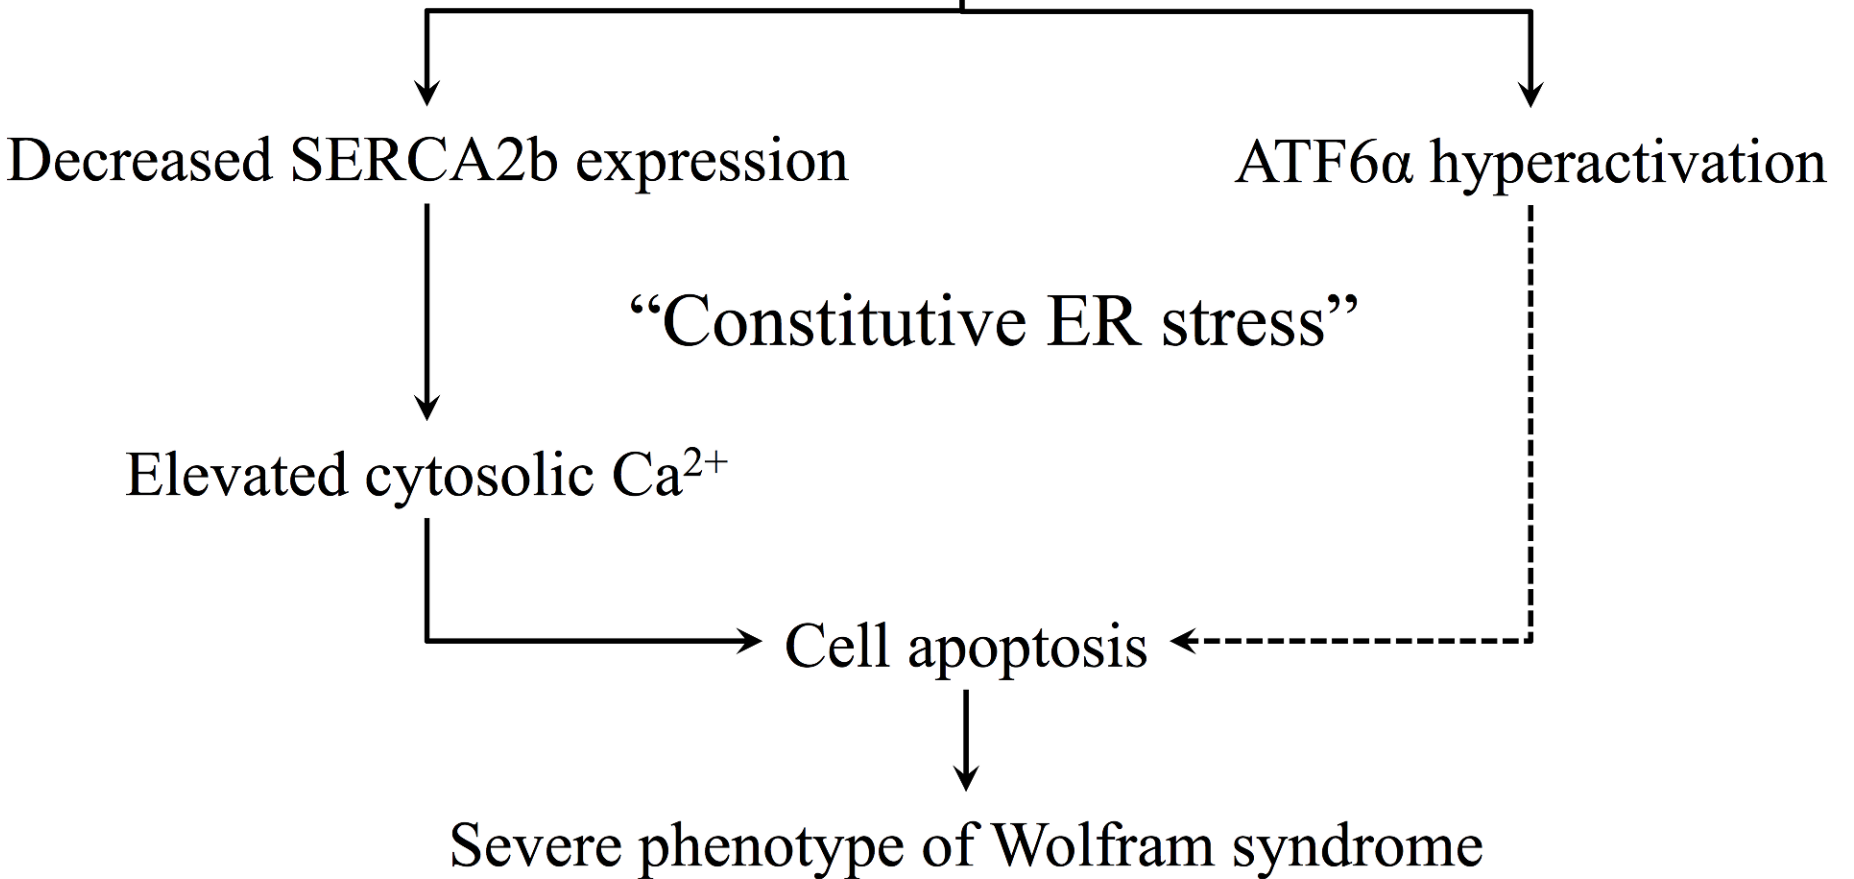 Decreased SERCA2b expression
ATF6α hyperactivation
“Constitutive ER stress”
Elevated cytosolic Ca²⁺
Cell apoptosis
Severe phenotype of Wolfram syndrome